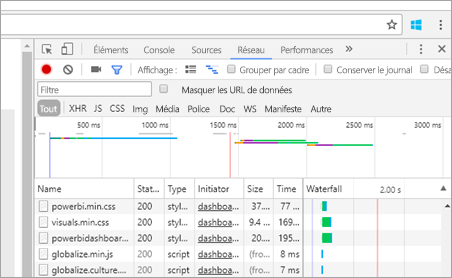 Éléments Console Sources Réseau Performances »
Affichage : Grouper par cadre Conserver le journal Désa
Filtre Masquer les URL de données
Tout XHR JS CSS Img Média Police Doc WS Manifeste Autre
500 ms 1000 ms 1500 ms 2000 ms 2500 ms 3000 ms
Name Stat... Type Initiator Size Time Waterfall 2.00 s
powerbi.min.css 200 styl... dashboa... 37.... 77 ...
visuals.min.css 200 styl... dashboa... 9.4 ... 169...
powerbidashboar... 200 styl... dashboa... 20.... 195...
globalize.min.js 200 script dashboa... (fro... 8 ms
globalize.culture.... 200 script dashboa... (fro... 7 ms